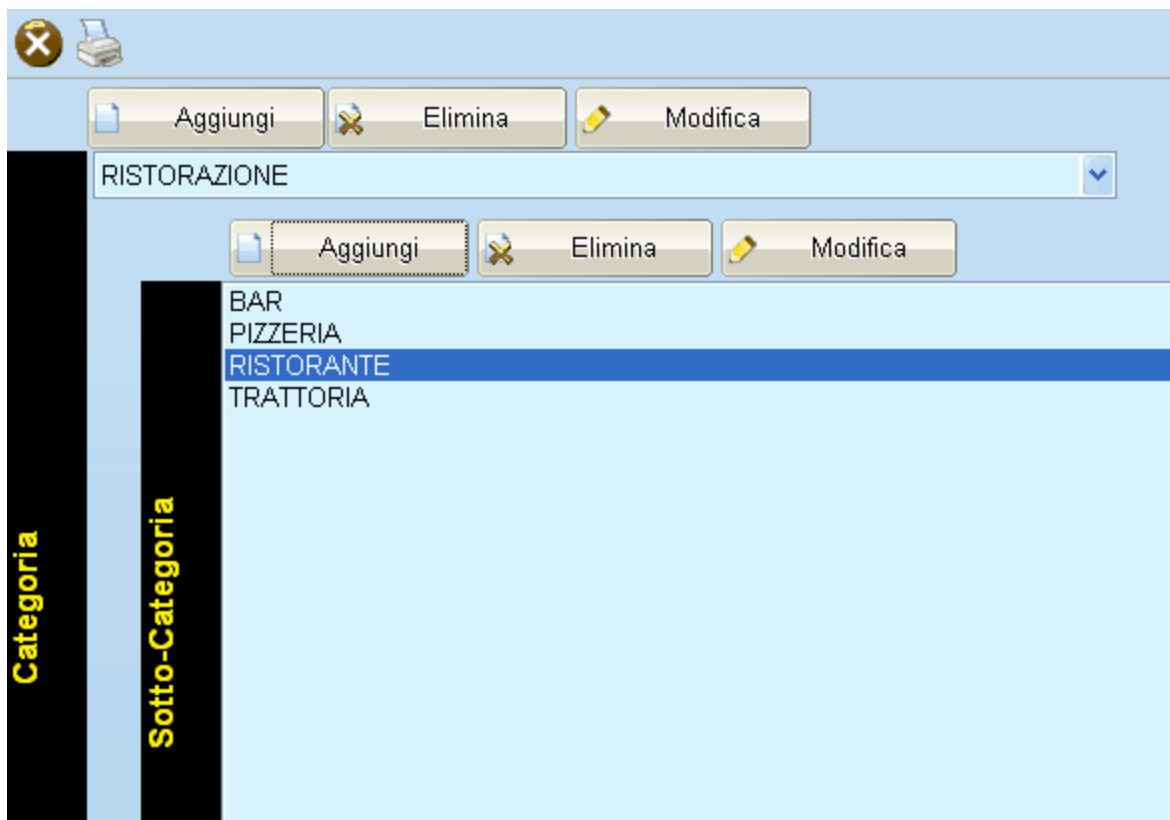 Aggiungi Elimina Modifica
RISTORAZIONE
Aggiungi Elimina Modifica
BAR
PIZZERIA
RISTORANTE
TRATTORIA
Categoria
Sotto-Categoria